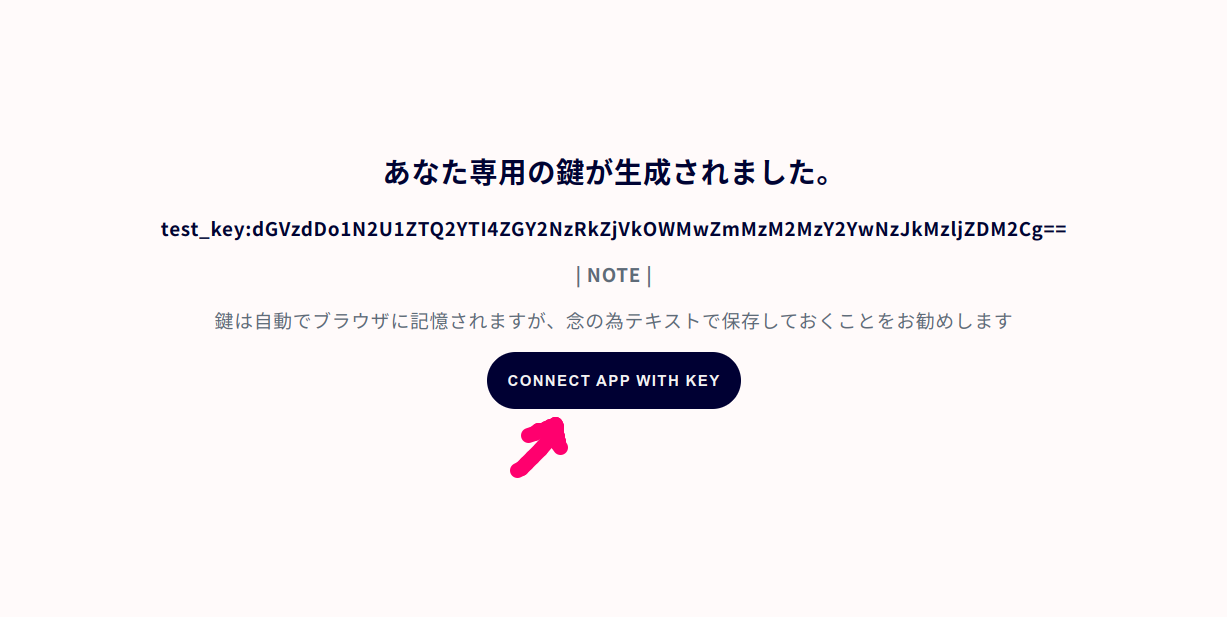 あなた専用の鍵が生成されました。
test_key:dGVzdDo1N2U1ZTQ2YTI4ZGY2NzRkZjVkOWMwZmMzM2MzY2YwNzJkMzljZDM2Cg==
| NOTE |
鍵は自動でブラウザに記憶されますが、念の為テキストで保存しておくことをお勧めします
CONNECT APP WITH KEY